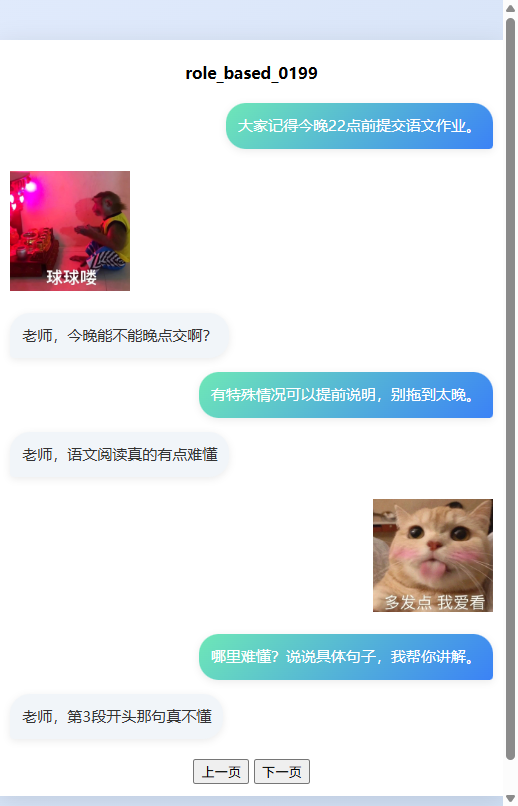 role_based_0199
大家记得今晚22点前提交语文作业。
球球喽
老师，今晚能不能晚点交啊？
有特殊情况可以提前说明，别拖到太晚。
老师，语文阅读真的有点难懂
多发点 我爱看
哪里难懂？说说具体句子，我帮你讲解。
老师，第3段开头那句真不懂
上一页 下一页